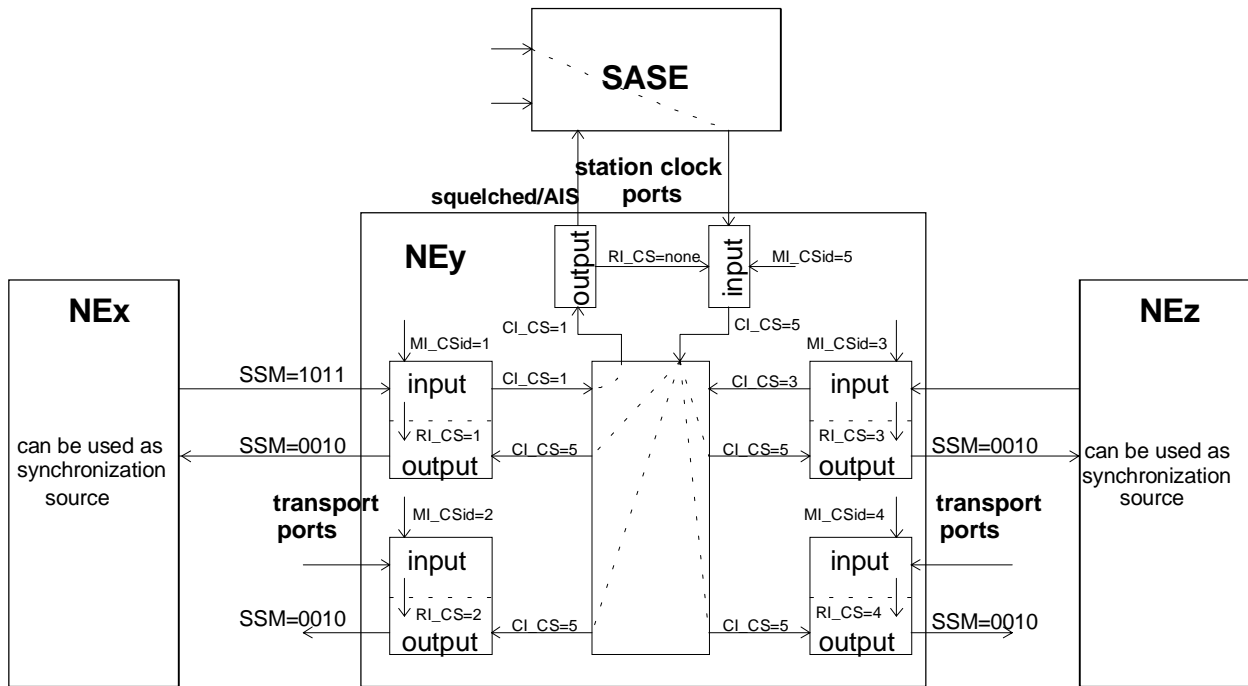 SASE
station clock
ports
squelched/AIS
NEy
output
RI_CS=none
input
MI_CSid=5
NEx
NEz
CI_CS=1
CI_CS=5
MI_CSid=1
MI_CSid=3
SSM=1011
input
CI_CS=1
CI_CS=3
input
can be used as
synchronization
source
RI_CS=1
RI_CS=3
SSM=0010
output
CI_CS=5
CI_CS=5
output
SSM=0010
can be used as
synchronization
source
transport
ports
MI_CSid=2
MI_CSid=4
transport
ports
input
input
SSM=0010
RI_CS=2
output
CI_CS=5
CI_CS=5
RI_CS=4
output
SSM=0010